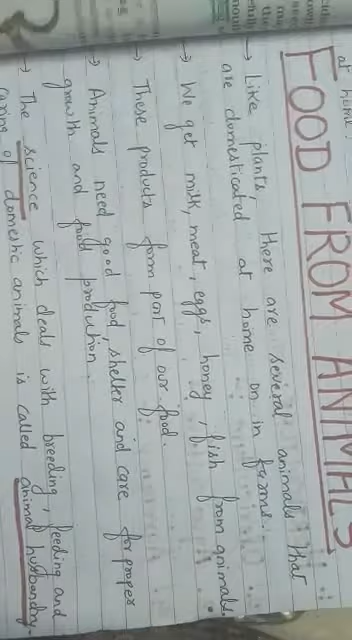 at home.
FOOD FROM ANIMALS
→ Like plants, there are several animals that
are domesticated at home or in farms.
→ We get milk, meat, eggs, honey, fish from animals.
→ These products form part of our food.
→ Animals need good food, shelter and care for proper
growth and food production.
→ The science which deals with breeding, feeding and
caring of domestic animals is called animal husbandry.